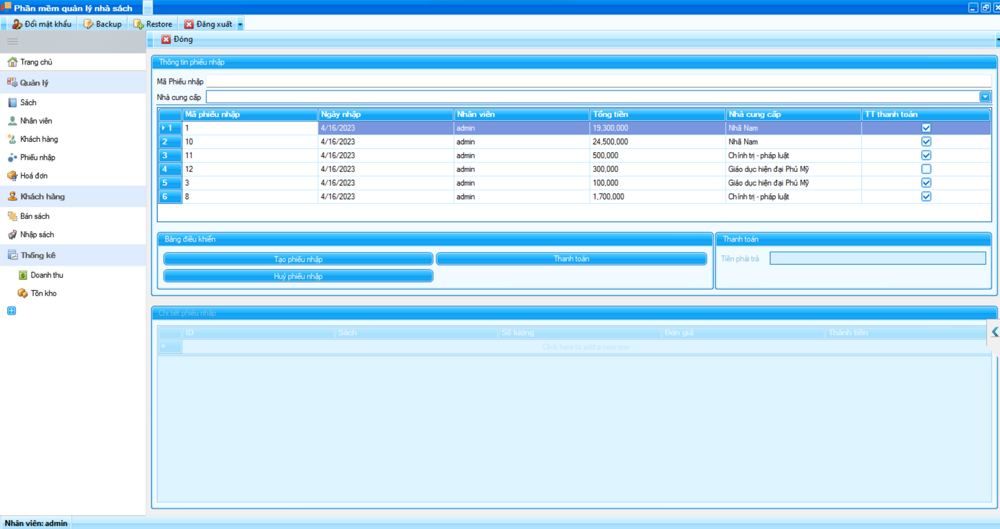 Phần mềm quản lý nhà sách
Đổi mật khẩu Backup Restore Đăng xuất
Đóng
Trang chủ
Quản lý
Sách
Nhân viên
Khách hàng
Phiếu nhập
Hoá đơn
Khách hàng
Bán sách
Nhập sách
Thống kê
Doanh thu
Tồn kho
Thông tin phiếu nhập
Mã Phiếu nhập
Nhà cung cấp
Mã phiếu nhập Ngày nhập Nhân viên Tổng tiền Nhà cung cấp TT thanh toán
1 1 4/16/2023 admin 19,300,000 Nhã Nam
2 10 4/16/2023 admin 24,500,000 Nhã Nam
3 11 4/16/2023 admin 500,000 Chính trị - pháp luật
4 12 4/16/2023 admin 300,000 Giáo dục hiện đại Phú Mỹ
5 3 4/16/2023 admin 100,000 Giáo dục hiện đại Phú Mỹ
6 8 4/16/2023 admin 1,700,000 Chính trị - pháp luật
Bảng điều khiển
Tạo phiếu nhập Thanh toán
Huỷ phiếu nhập
Thanh toán
Tiền phải trả
Chi tiết phiếu nhập
ID Sách Số lượng Đơn giá Thành tiền
Click here to add a new row
Nhân viên: admin